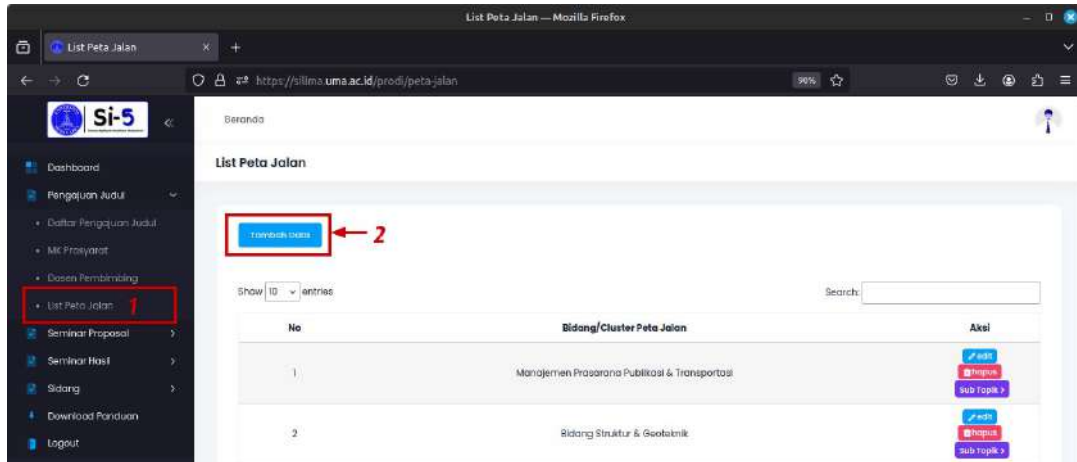 List Peta Jalan — Mozilla Firefox
List Peta Jalan
https://silima.uma.ac.id/prodi/peta-jalan
90%
Si-5
Beranda
List Peta Jalan
Dashboard
Pengajuan Judul
Daftar Pengajuan Judul
MK Prasyarat
Dosen Pembimbing
List Peta Jalan 1
Seminar Proposal
Seminar Hasil
Sidang
Download Panduan
Logout
Tambah Data 2
Show 10 entries Search:
No Bidang/Cluster Peta Jalan Aksi
1 Manajemen Prasarana Publikasi & Transportasi edit hapus Sub Topik >
2 Bidang Struktur & Geoteknik edit hapus Sub Topik >